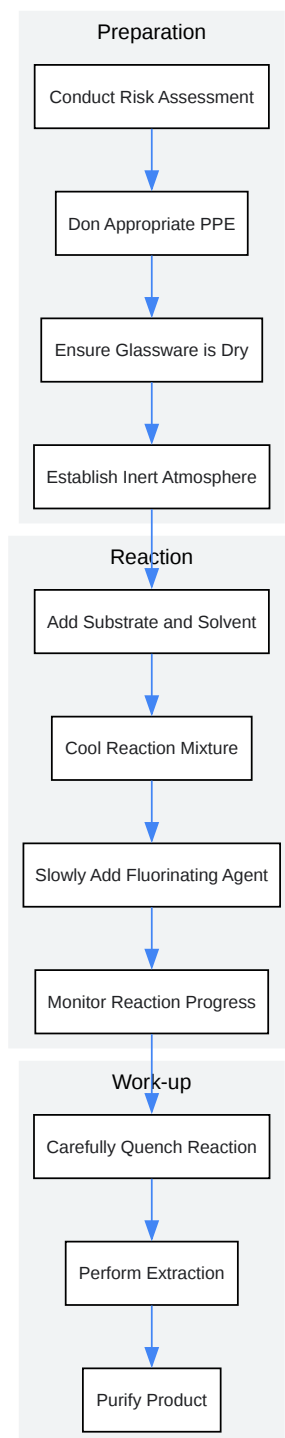 Preparation
Conduct Risk Assessment
Don Appropriate PPE
Ensure Glassware is Dry
Establish Inert Atmosphere
Reaction
Add Substrate and Solvent
Cool Reaction Mixture
Slowly Add Fluorinating Agent
Monitor Reaction Progress
Work-up
Carefully Quench Reaction
Perform Extraction
Purify Product